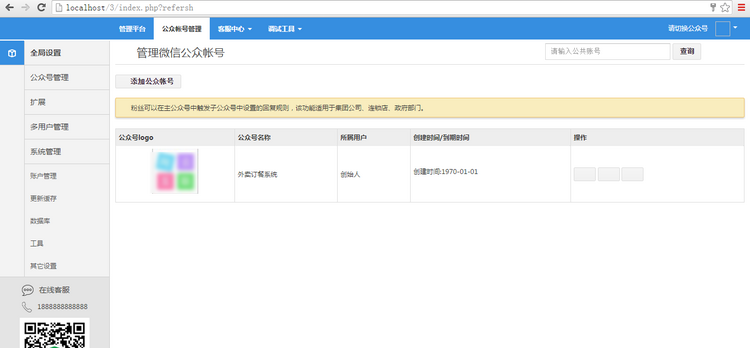 localhost/3/index.php?refersh
管理平台 公众帐号管理 客服中心 调试工具 请切换公众号
全局设置
公众号管理
扩展
多用户管理
系统管理
账户管理
更新缓存
数据库
工具
其它设置
在线客服
1888888888888
管理微信公众帐号
请输入公共账号 查询
添加公众帐号
粉丝可以在主公众号中触发子公众号中设置的回复规则，该功能适用于集团公司、连锁店、政府部门。
公众号logo 公众号名称 所属用户 创建时间/到期时间 操作
外卖订餐系统 创始人 创建时间:1970-01-01